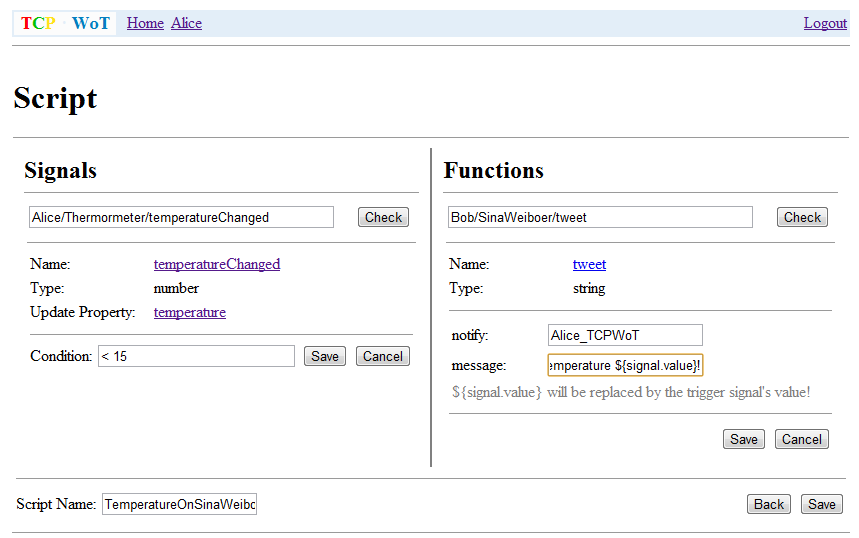 TCP WoT Home Alice Logout
Script
Signals
Alice/Thermormeter/temperatureChanged Check
Name: temperatureChanged
Type: number
Update Property: temperature
Condition: < 15 Save Cancel
Functions
Bob/SinaWeiboer/tweet Check
Name: tweet
Type: string
notify: Alice_TCPWoT
message: emperature ${signal.value}!
${signal.value} will be replaced by the trigger signal's value!
Save Cancel
Script Name: TemperatureOnSinaWeibo Back Save